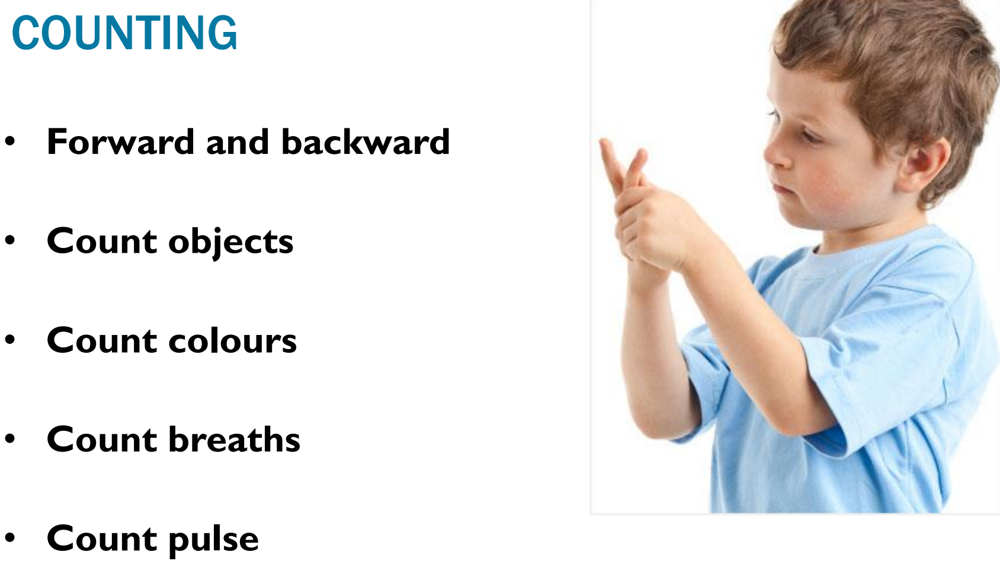 COUNTING
• Forward and backward
• Count objects
• Count colours
• Count breaths
• Count pulse